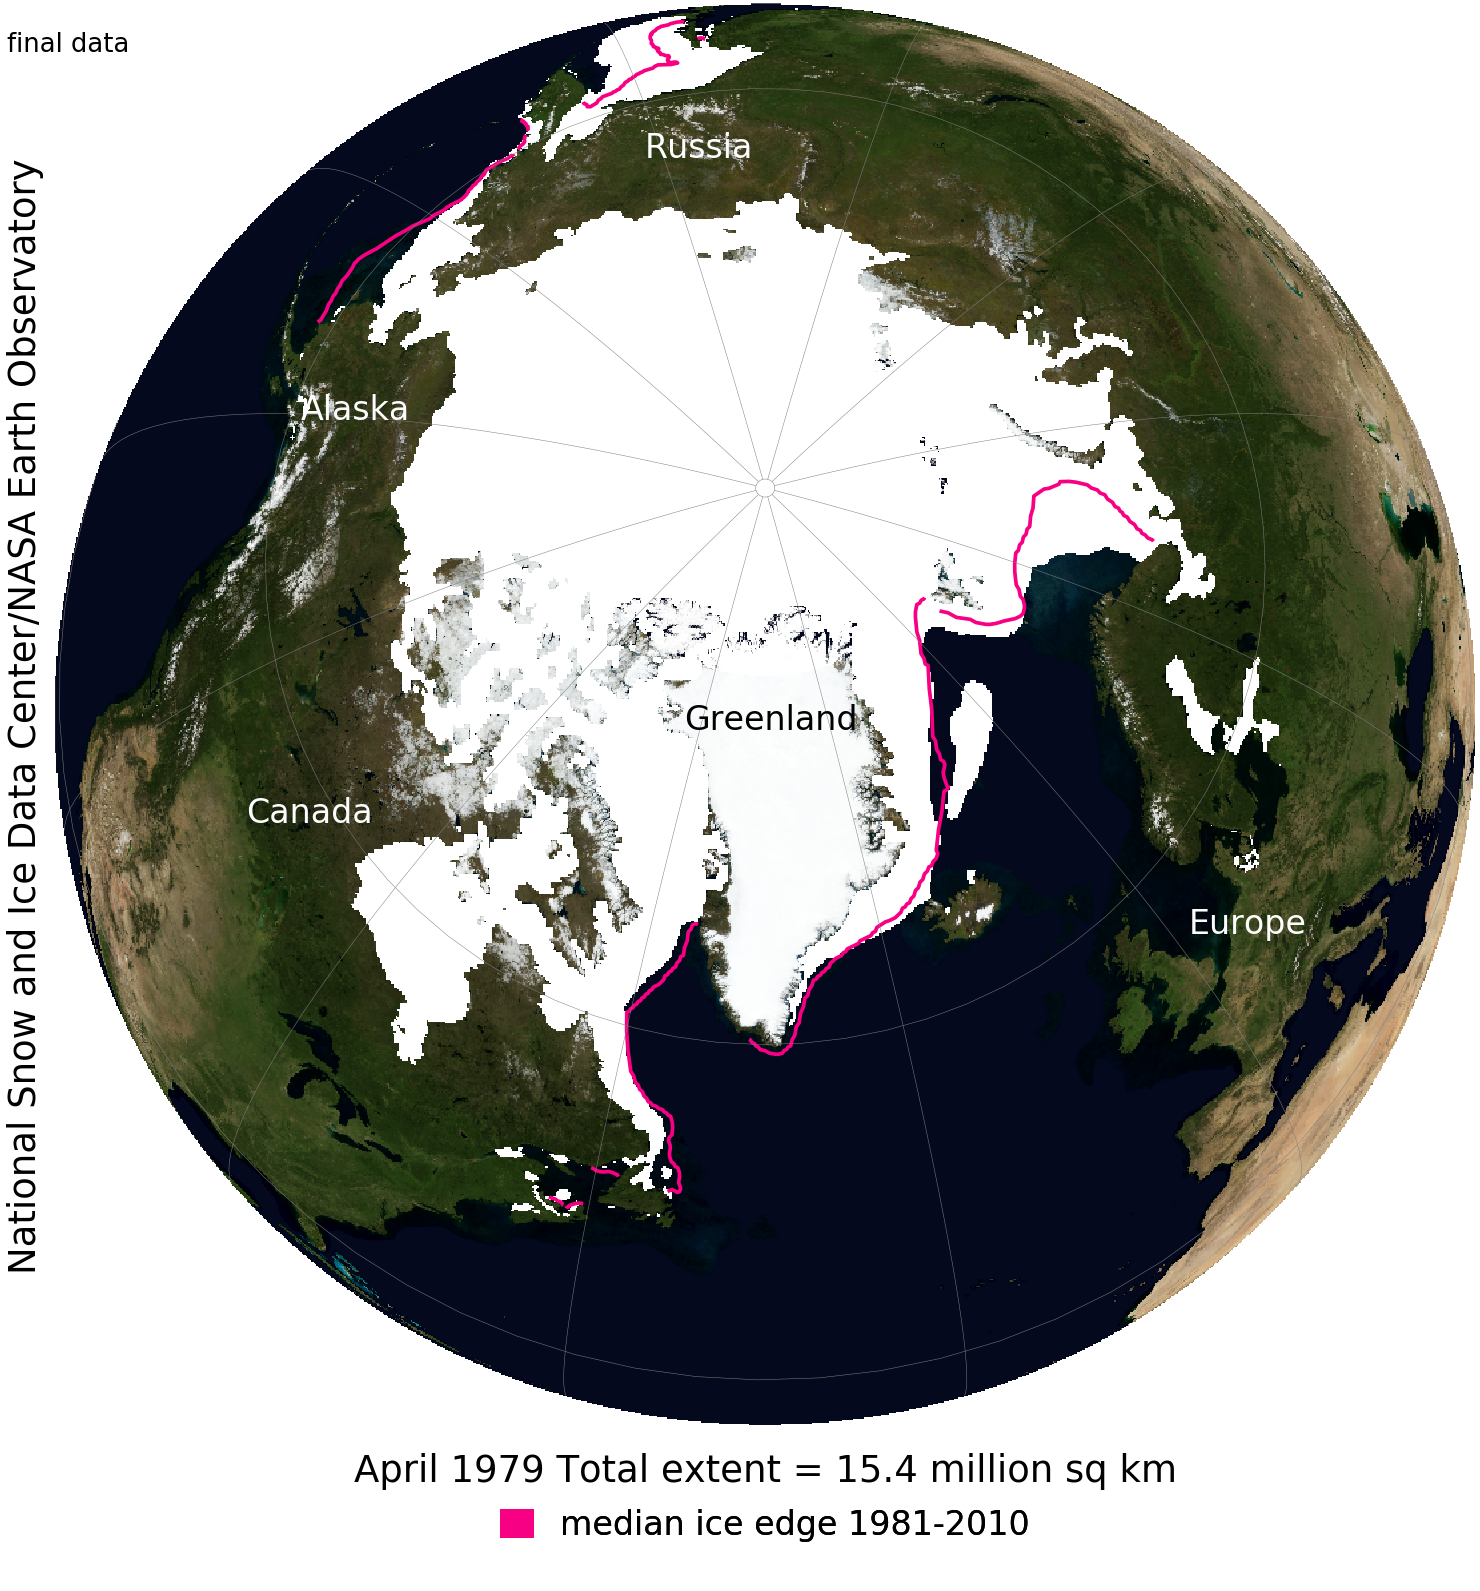 final data
National Snow and Ice Data Center/NASA Earth Observatory
Russia
Alaska
Greenland
Canada
Europe
April 1979 Total extent = 15.4 million sq km
median ice edge 1981-2010